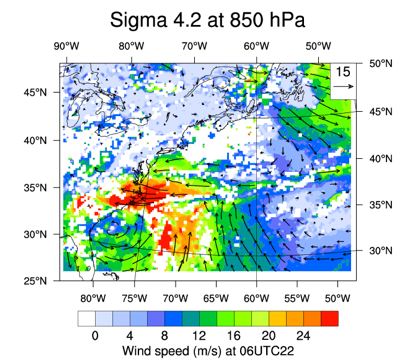 Sigma 4.2 at 850 hPa
90°W 80°W 70°W 60°W 50°W
15
50°N
45°N 45°N
40°N 40°N
35°N 35°N
30°N 30°N
25°N
80°W 75°W 70°W 65°W 60°W 55°W 50°W
0 4 8 12 16 20 24
Wind speed (m/s) at 06UTC22